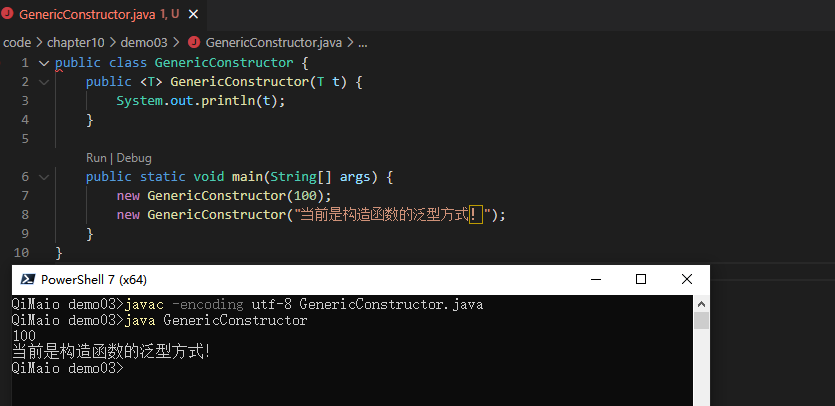 GenericConstructor.java 1, U
code > chapter10 > demo03 > GenericConstructor.java > ...
1 public class GenericConstructor {
2 public <T> GenericConstructor(T t) {
3 System.out.println(t);
4 }
5
Run | Debug
6 public static void main(String[] args) {
7 new GenericConstructor(100);
8 new GenericConstructor("当前是构造函数的泛型方式！");
9 }
10 }
PowerShell 7 (x64)
QiMaio demo03>javac -encoding utf-8 GenericConstructor.java
QiMaio demo03>java GenericConstructor
100
当前是构造函数的泛型方式！
QiMaio demo03>